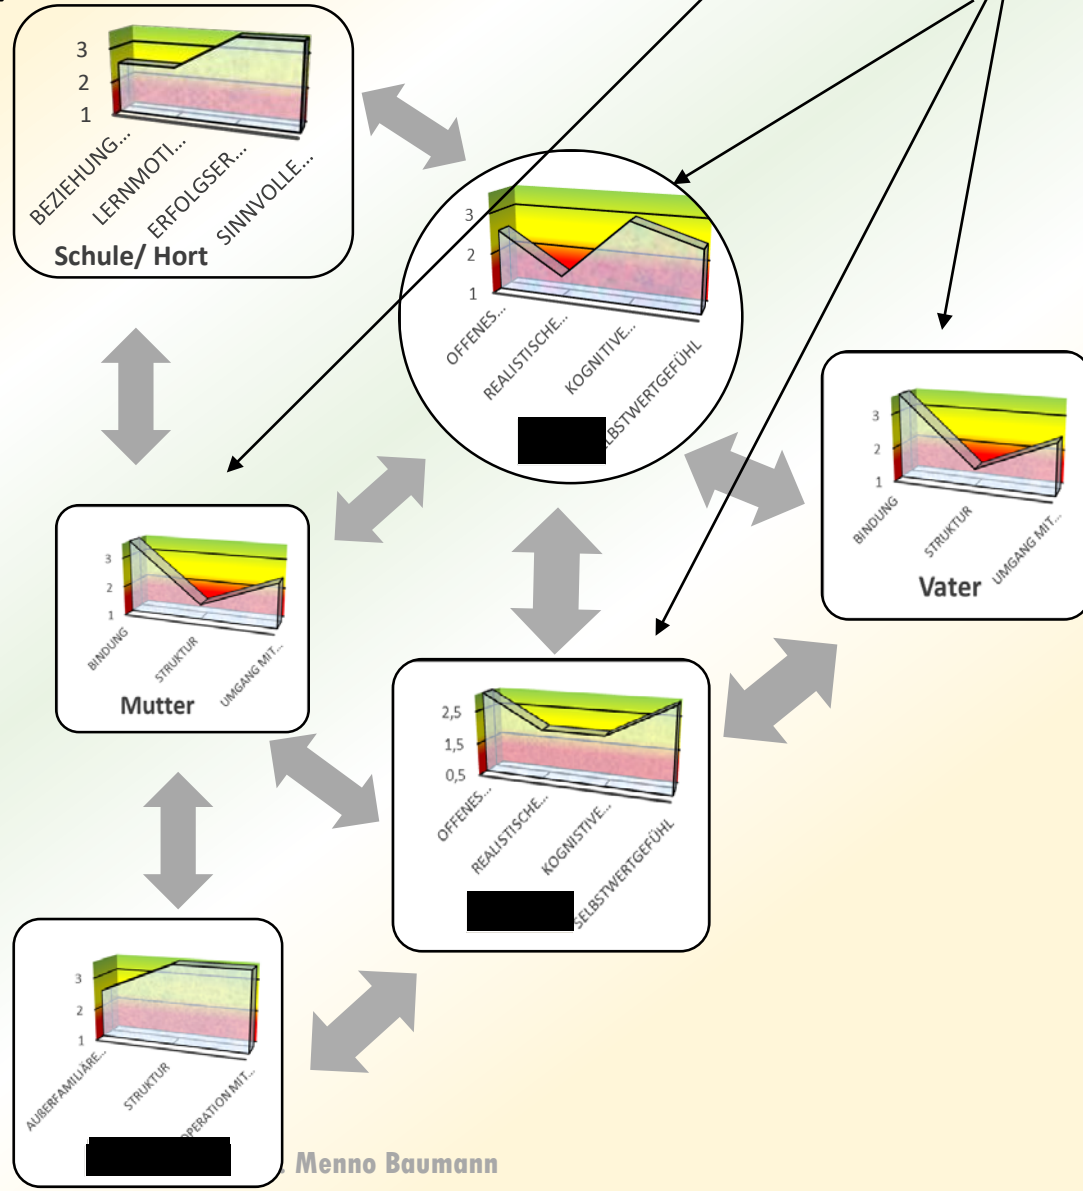 3
2
1
BEZIEHUNG...
LERNMOTI...
ERFOLGSER...
SINNVOLLE...
Schule/ Hort
3
2
1
OFFENES...
REALISTISCHE...
KOGNITIVE...
LBSTWERTGEFÜHL
3
2
1
BINDUNG
STRUKTUR
UMGANG MIT...
Vater
3
2
1
BINDUNG
STRUKTUR
UMGANG MIT...
Mutter
2,5
1,5
0,5
OFFENES...
REALISTISCHE...
KOGNISTIVE...
SELBSTWERTGEFÜHL
3
2
1
AUßERFAMILIÄRE...
STRUKTUR
OPERATION MIT...
. Menno Baumann